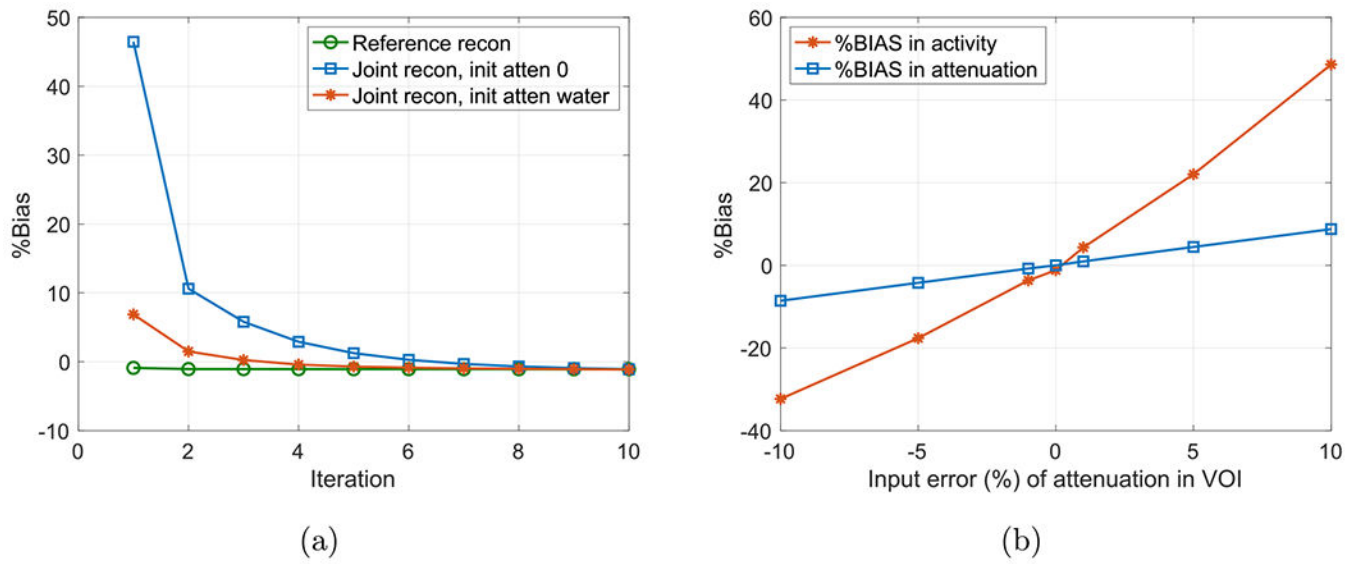 50
40
30
20
10
0
-10
%Bias
Reference recon
Joint recon, init atten 0
Joint recon, init atten water
0 2 4 6 8 10
Iteration
(a)
60
40
20
0
-20
-40
%Bias
%BIAS in activity
%BIAS in attenuation
-10 -5 0 5 10
Input error (%) of attenuation in VOI
(b)